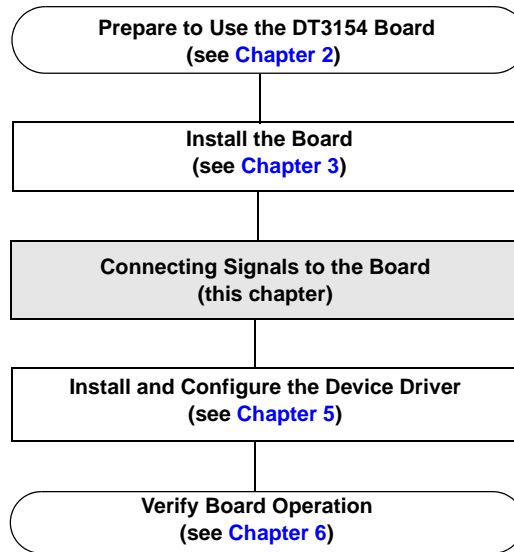 Prepare to Use the DT3154 Board
(see Chapter 2)
Install the Board
(see Chapter 3)
Connecting Signals to the Board
(this chapter)
Install and Configure the Device Driver
(see Chapter 5)
Verify Board Operation
(see Chapter 6)